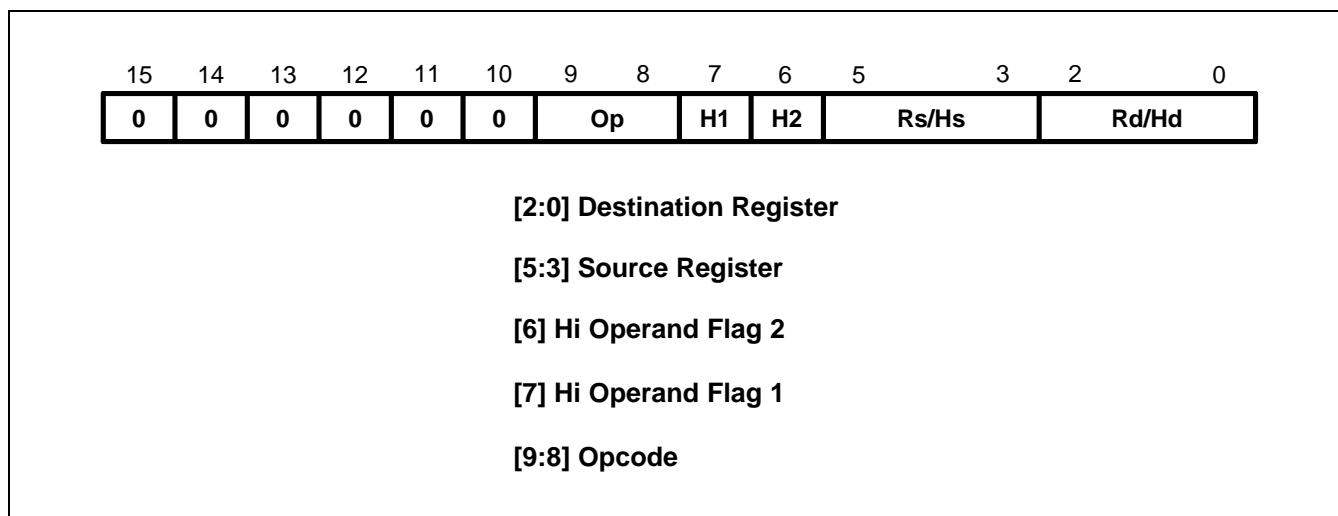 15 14 13 12 11 10 9 8 7 6 5 3 2 0
0 0 0 0 0 0 Op H1 H2 Rs/Hs Rd/Hd
[2:0] Destination Register
[5:3] Source Register
[6] Hi Operand Flag 2
[7] Hi Operand Flag 1
[9:8] Opcode